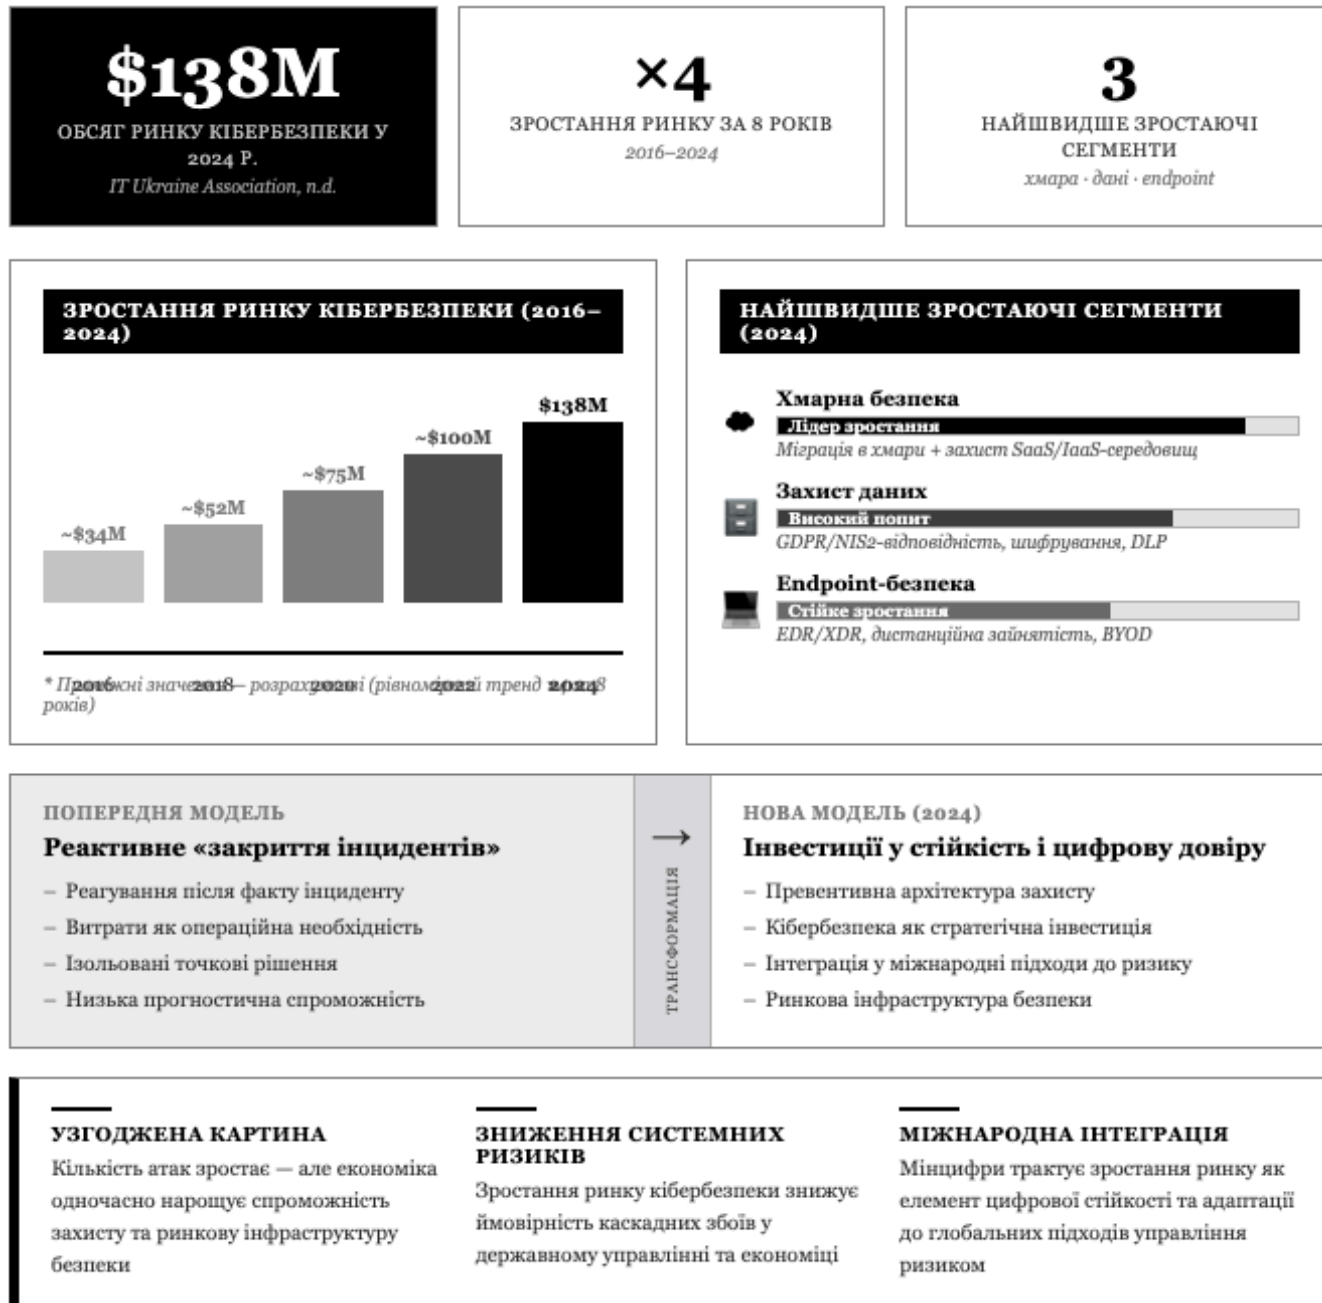 $138M
ОБСЯГ РИНКУ КІБЕРБЕЗПЕКИ У
2024 Р.
IT Ukraine Association, n.d.
×4
ЗРОСТАННЯ РИНКУ ЗА 8 РОКІВ
2016–2024
3
НАЙШВИДШЕ ЗРОСТАЮЧІ
СЕГМЕНТИ
хмара · дані · endpoint
ЗРОСТАННЯ РИНКУ КІБЕРБЕЗПЕКИ (2016–
2024)
~$34M
~$52M
~$75M
~$100M
$138M
2016 2018 2020 2022 2024
* Проміжні значення — розрахункові (рівномірний тренд 8
років)
НАЙШВИДШЕ ЗРОСТАЮЧІ СЕГМЕНТИ
(2024)
Хмарна безпека
Лідер зростання
Міграція в хмари + захист SaaS/IaaS-середовищ
Захист даних
Високий попит
GDPR/NIS2-відповідність, шифрування, DLP
Endpoint-безпека
Стійке зростання
EDR/XDR, дистанційна зайнятість, BYOD
ПОПЕРЕДНЯ МОДЕЛЬ
Реактивне «закриття інцидентів»
– Реагування після факту інциденту
– Витрати як операційна необхідність
– Ізольовані точкові рішення
– Низька прогностична спроможність
→
ТРАНСФОРМАЦІЯ
НОВА МОДЕЛЬ (2024)
Інвестиції у стійкість і цифрову довіру
– Превентивна архітектура захисту
– Кібербезпека як стратегічна інвестиція
– Інтеграція у міжнародні підходи до ризику
– Ринкова інфраструктура безпеки
УЗГОДЖЕНА КАРТИНА
Кількість атак зростає — але економіка
одночасно нарощує спроможність
захисту та ринкову інфраструктуру
безпеки
ЗНИЖЕННЯ СИСТЕМНИХ
РИЗИКІВ
Зростання ринку кібербезпеки знижує
ймовірність каскадних збоїв у
державному управлінні та економіці
МІЖНАРОДНА ІНТЕГРАЦІЯ
Мінцифри трактує зростання ринку як
елемент цифрової стійкості та адаптації
до глобальних підходів управління
ризиком